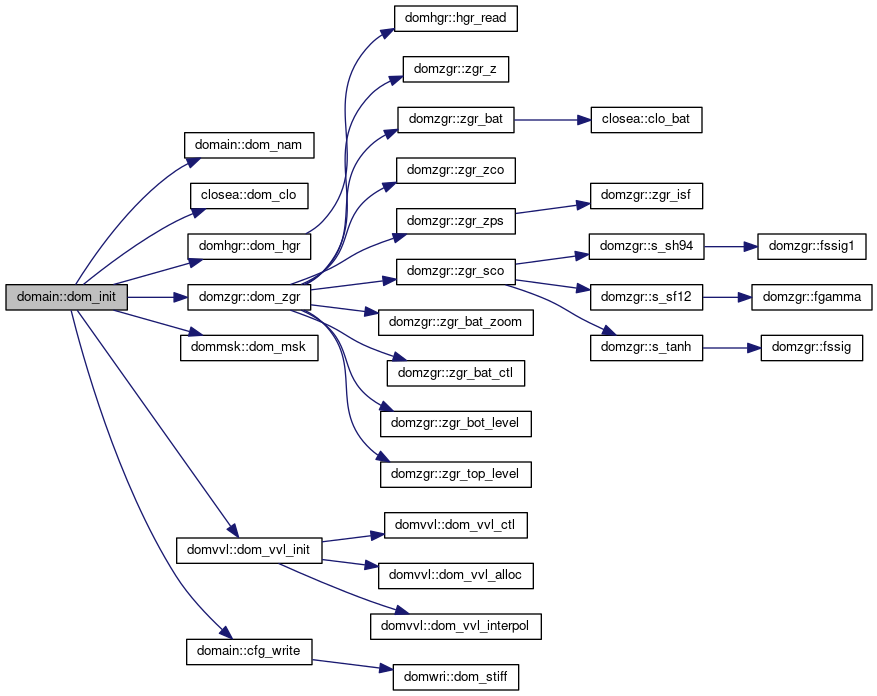 domain::dom_init
domain::dom_nam
closea::dom_clo
domhgr::dom_hgr
domzgr::dom_zgr
dommsk::dom_msk
domvvl::dom_vvl_init
domain::cfg_write
domhgr::hgr_read
domzgr::zgr_z
domzgr::zgr_bat
domzgr::zgr_zco
domzgr::zgr_zps
domzgr::zgr_sco
domzgr::zgr_bat_zoom
domzgr::zgr_bat_ctl
domzgr::zgr_bot_level
domzgr::zgr_top_level
domvvl::dom_vvl_ctl
domvvl::dom_vvl_alloc
domvvl::dom_vvl_interpol
domwri::dom_stiff
closea::clo_bat
domzgr::zgr_isf
domzgr::s_sh94
domzgr::s_sf12
domzgr::s_tanh
domzgr::fssig1
domzgr::fgamma
domzgr::fssig